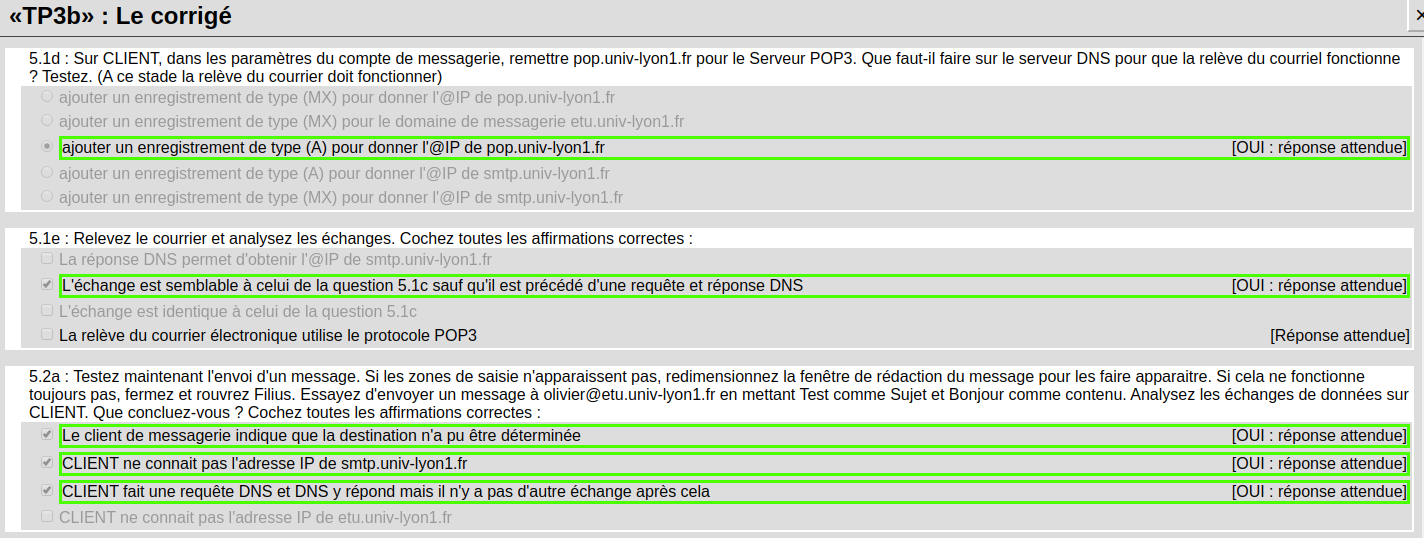 «TP3b» : Le corrigé
5.1d : Sur CLIENT, dans les paramètres du compte de messagerie, remettre pop.univ-lyon1.fr pour le Serveur POP3. Que faut-il faire sur le serveur DNS pour que la relève du courriel fonctionne
? Testez. (A ce stade la relève du courrier doit fonctionner)
ajouter un enregistrement de type (MX) pour donner l'@IP de pop.univ-lyon1.fr
ajouter un enregistrement de type (MX) pour le domaine de messagerie etu.univ-lyon1.fr
ajouter un enregistrement de type (A) pour donner l'@IP de pop.univ-lyon1.fr [OUI : réponse attendue]
ajouter un enregistrement de type (A) pour donner l'@IP de smtp.univ-lyon1.fr
ajouter un enregistrement de type (MX) pour donner l'@IP de smtp.univ-lyon1.fr
5.1e : Relevez le courrier et analysez les échanges. Cochez toutes les affirmations correctes :
La réponse DNS permet d'obtenir l'@IP de smtp.univ-lyon1.fr
L'échange est semblable à celui de la question 5.1c sauf qu'il est précédé d'une requête et réponse DNS [OUI : réponse attendue]
L'échange est identique à celui de la question 5.1c
La relève du courrier électronique utilise le protocole POP3 [Réponse attendue]
5.2a : Testez maintenant l'envoi d'un message. Si les zones de saisie n'apparaissent pas, redimensionnez la fenêtre de rédaction du message pour les faire apparaitre. Si cela ne fonctionne
toujours pas, fermez et rouvrez Filius. Essayez d'envoyer un message à olivier@etu.univ-lyon1.fr en mettant Test comme Sujet et Bonjour comme contenu. Analysez les échanges de données sur
CLIENT. Que concluez-vous ? Cochez toutes les affirmations correctes :
Le client de messagerie indique que la destination n'a pu être déterminée [OUI : réponse attendue]
CLIENT ne connait pas l'adresse IP de smtp.univ-lyon1.fr [OUI : réponse attendue]
CLIENT fait une requête DNS et DNS y répond mais il n'y a pas d'autre échange après cela [OUI : réponse attendue]
CLIENT ne connait pas l'adresse IP de etu.univ-lyon1.fr